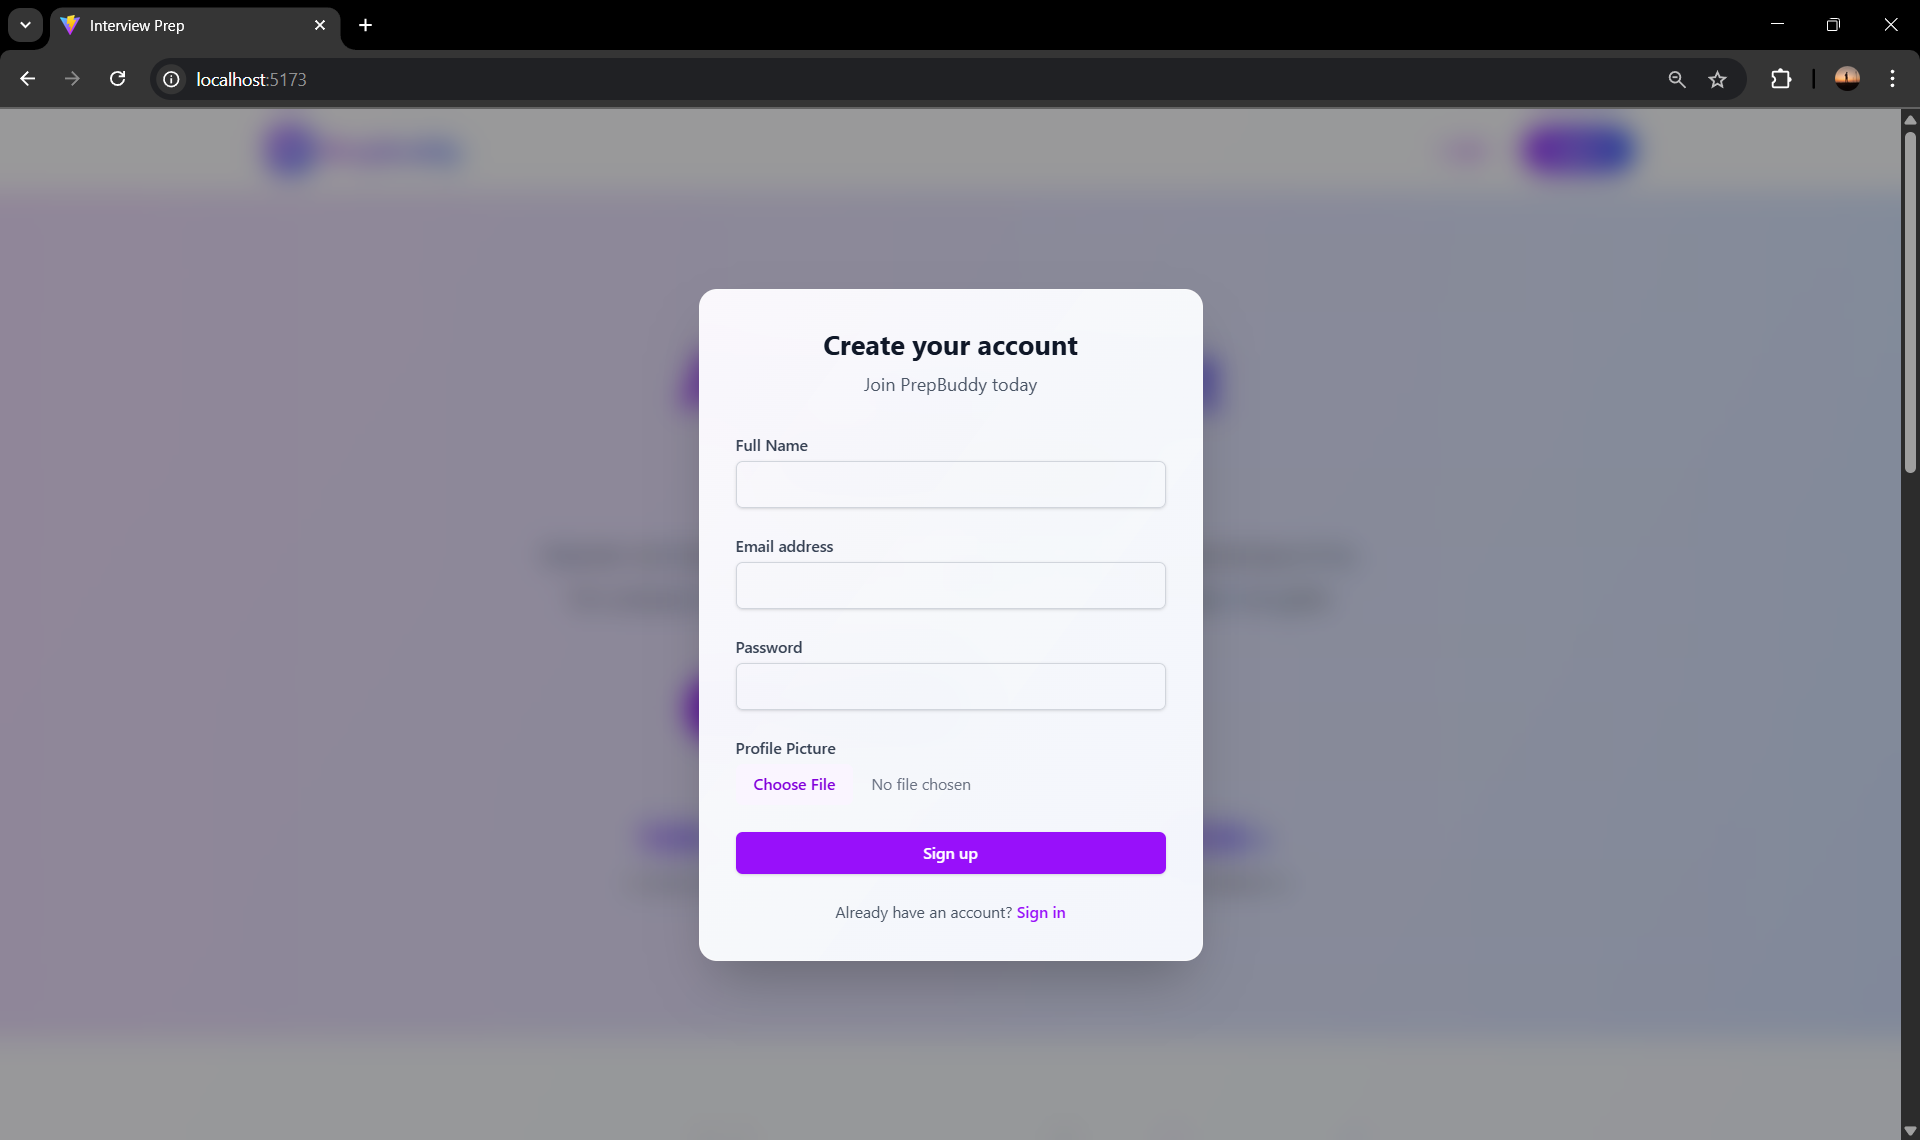 Interview Prep
localhost:5173
Create your account
Join PrepBuddy today
Full Name
Email address
Password
Profile Picture
Choose File No file chosen
Sign up
Already have an account? Sign in